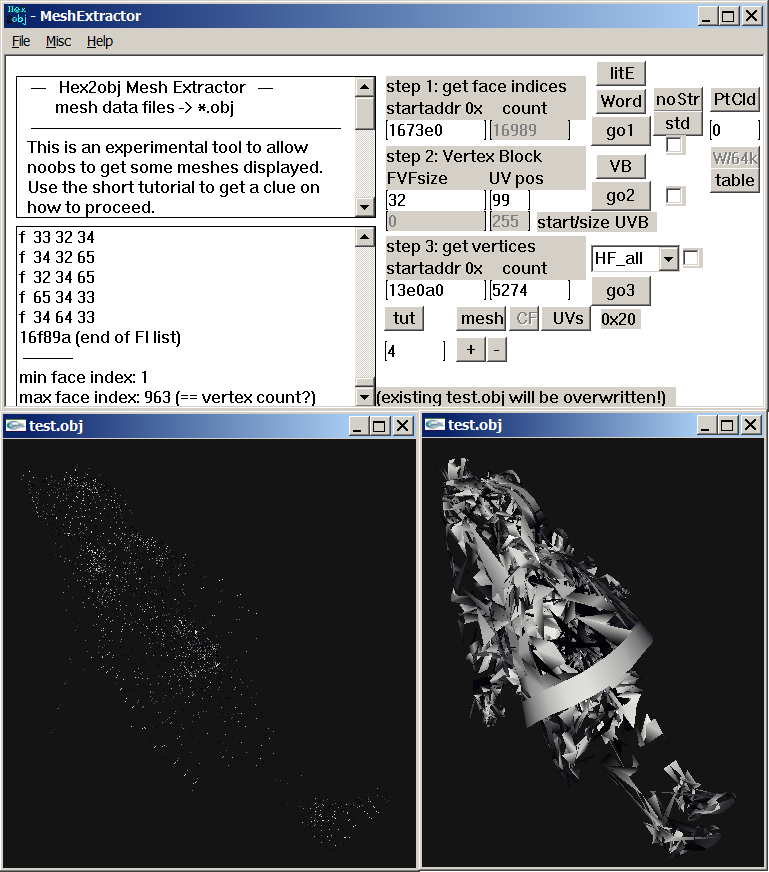 Hex obj - MeshExtractor
File Misc Help
— Hex2obj Mesh Extractor —
mesh data files -> *.obj
This is an experimental tool to allow
noobs to get some meshes displayed.
Use the short tutorial to get a clue on
how to proceed.
f 33 32 34
f 34 32 65
f 32 34 65
f 65 34 33
f 34 64 33
16f89a (end of FI list)
min face index: 1
max face index: 963 (== vertex count?)
step 1: get face indices
startaddr 0x count
1673e0 16989
litE
Word
go1
noStr
std
PtCld
0
W/64k
table
step 2: Vertex Block
FVFsize UV pos
32 99
0 255 start/size UVB
VB
go2
step 3: get vertices
startaddr 0x count
13e0a0 5274
HF_all
go3
tut mesh CF UVs 0x20
4 + -
(existing test.obj will be overwritten!)
test.obj
test.obj